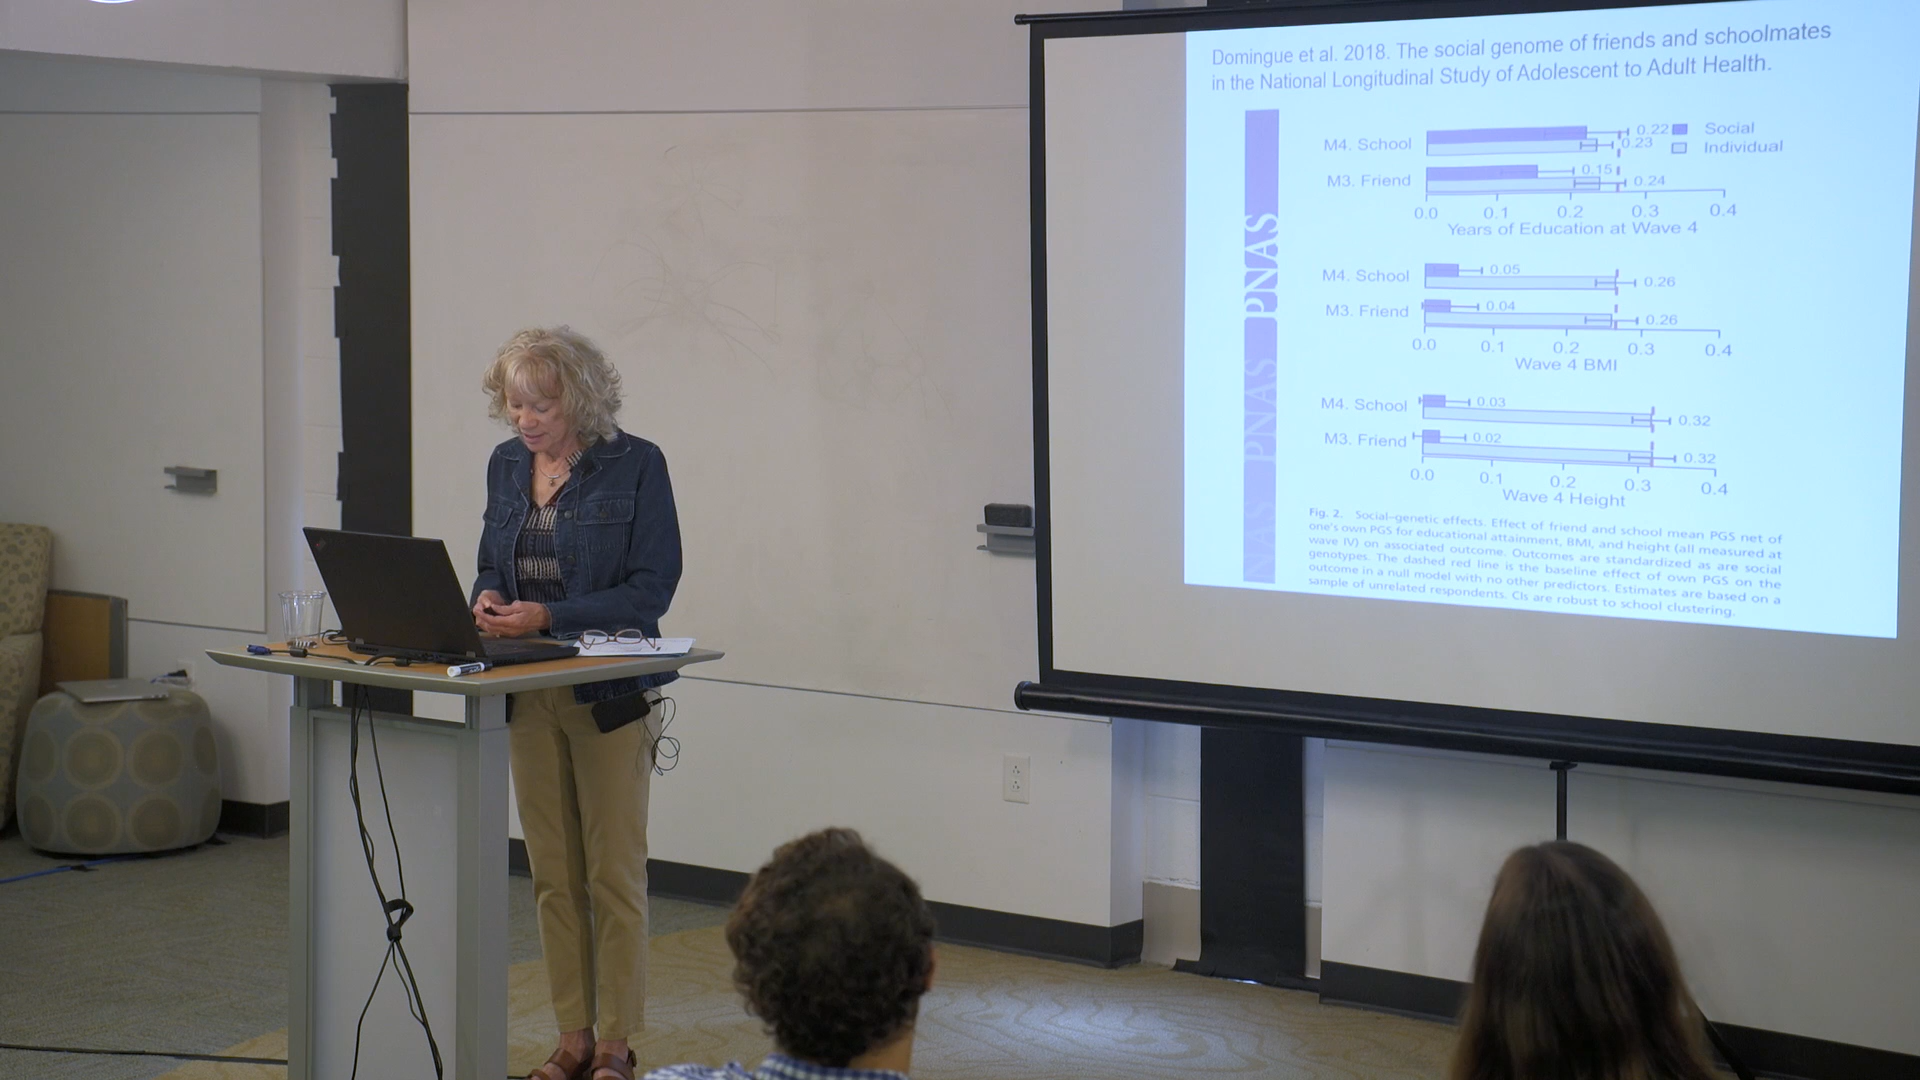 Domingue et al. 2018. The social genome of friends and schoolmates
in the National Longitudinal Study of Adolescent to Adult Health.
PNAS
PNAS
NAS
M4. School
0.22
0.23
Social
Individual
M3. Friend
0.15
0.24
0.0 0.1 0.2 0.3 0.4
Years of Education at Wave 4
M4. School
0.05
0.26
M3. Friend
0.04
0.26
0.0 0.1 0.2 0.3 0.4
Wave 4 BMI
M4. School
0.03
0.32
M3. Friend
0.02
0.32
0.0 0.1 0.2 0.3 0.4
Wave 4 Height
Fig. 2. Social–genetic effects. Effect of friend and school mean PGS net of
one's own PGS for educational attainment, BMI, and height (all measured at
wave IV) on associated outcome. Outcomes are standardized as are social
genotypes. The dashed red line is the baseline effect of own PGS on the
outcome in a null model with no other predictors. Estimates are based on a
sample of unrelated respondents. CIs are robust to school clustering.